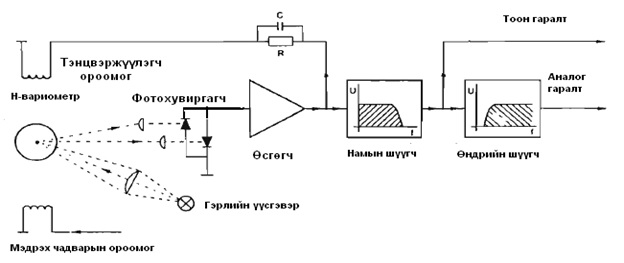 C
R
Тоон гаралт
Тэнцвэржүүлэгч
ороомог
Н-вариометр
Фотохувиргагч
Өсгөгч
U
f
Намын шүүгч
U
f
Өндрийн шүүгч
Аналог
гаралт
Гэрлийн үүсгэвэр
Мэдрэх чадварын ороомог